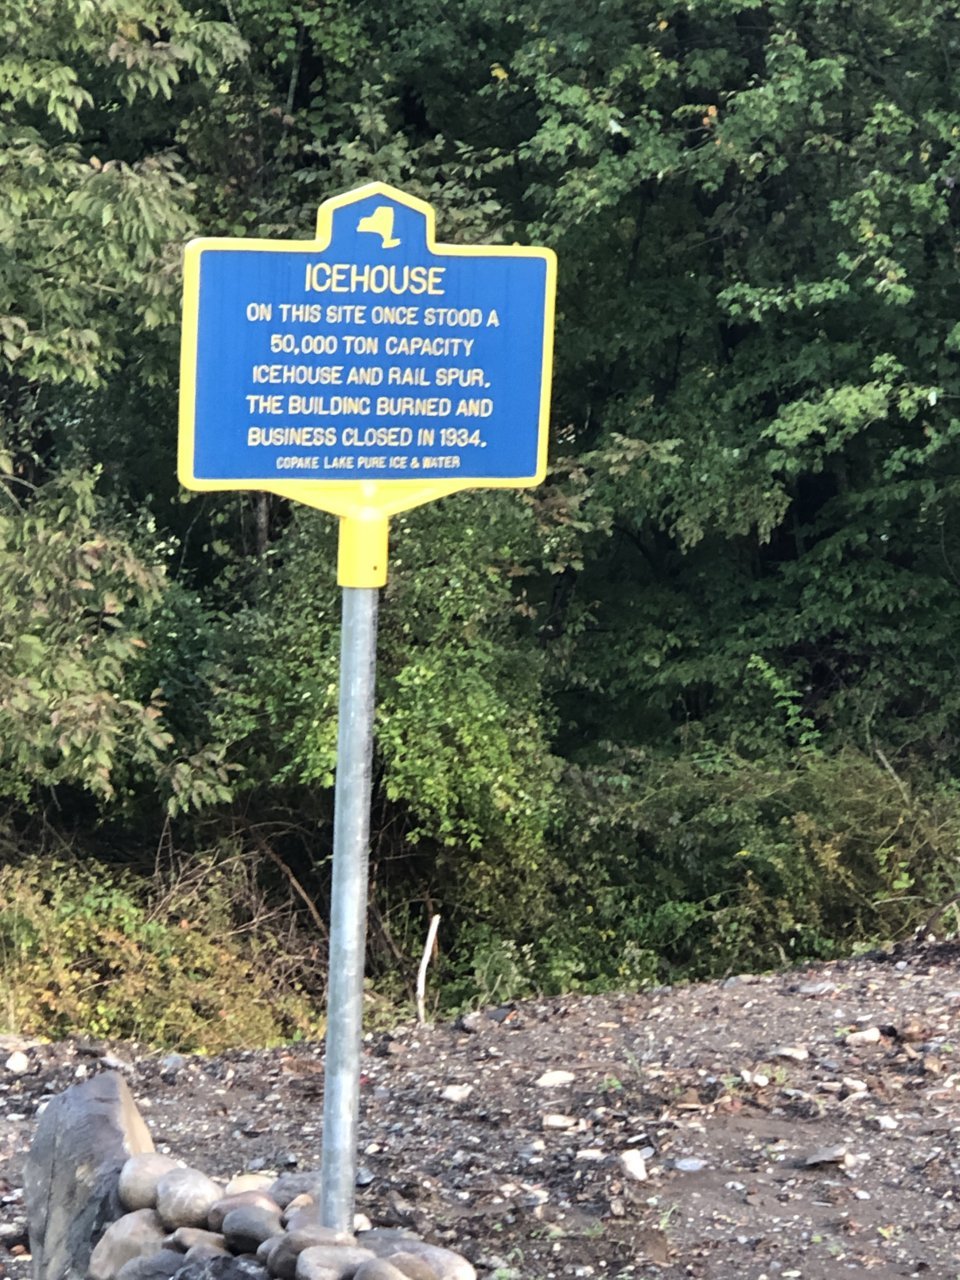 ICEHOUSE
ON THIS SITE ONCE STOOD A
50,000 TON CAPACITY
ICEHOUSE AND RAIL SPUR.
THE BUILDING BURNED AND
BUSINESS CLOSED IN 1934.
COPAKE LAKE PURE ICE & WATER